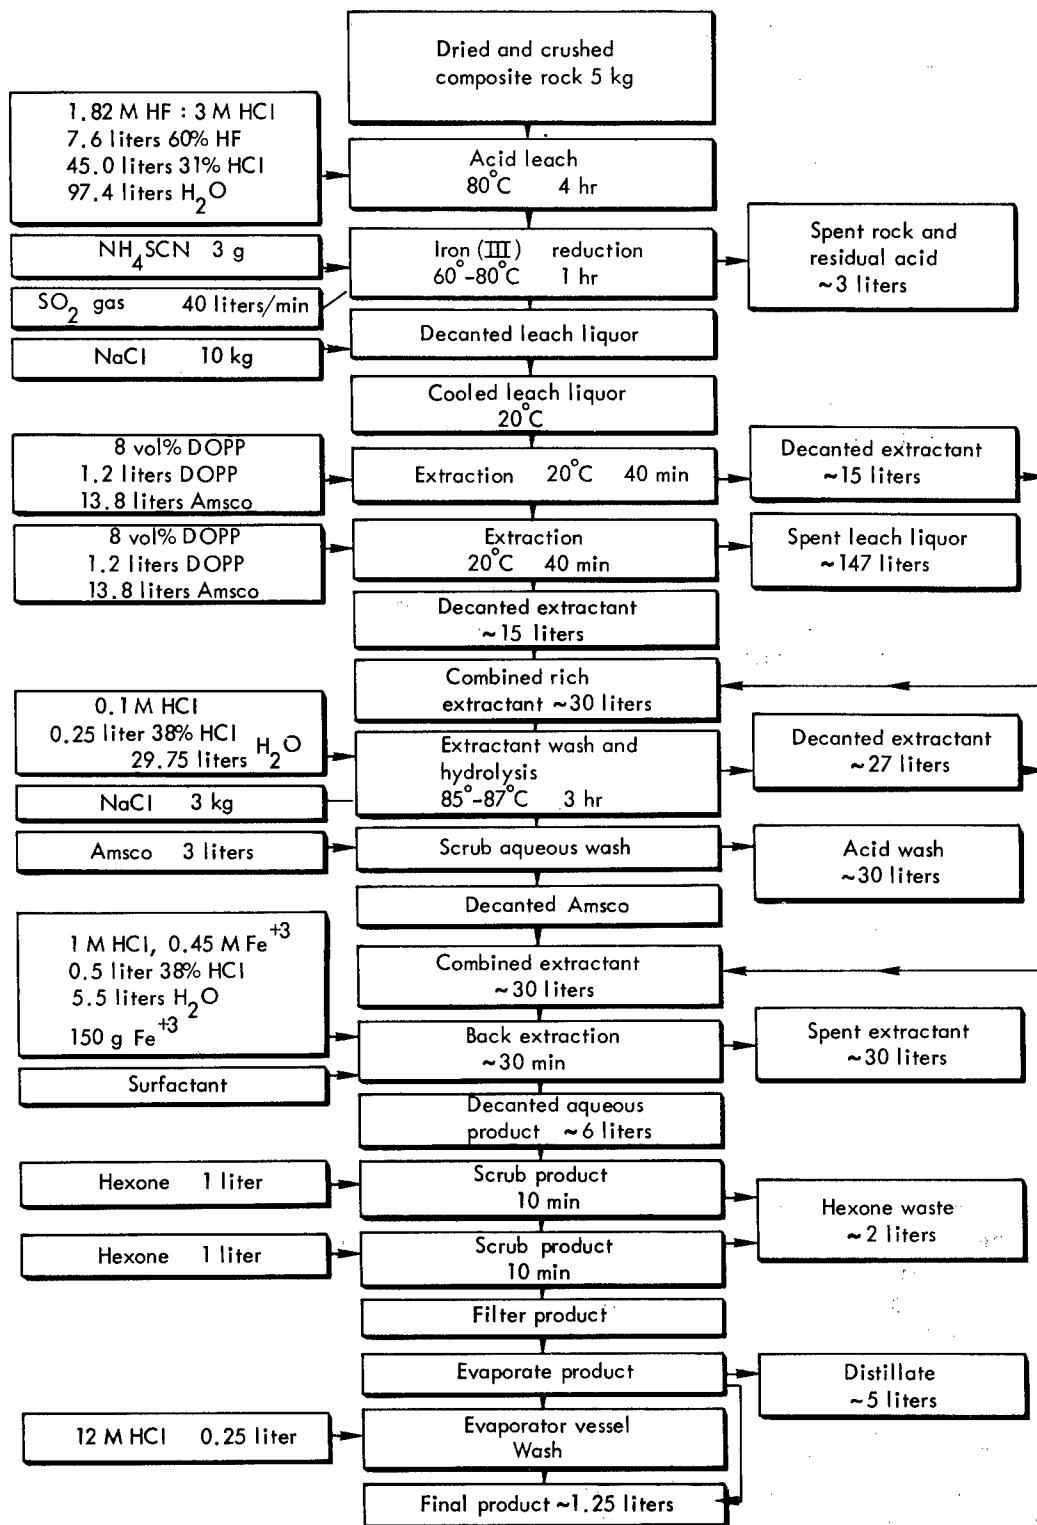 Dried and crushed
composite rock 5 kg
1.82 M HF : 3 M HCl
7.6 liters 60% HF
45.0 liters 31% HCl
97.4 liters H2O
Acid leach
80°C 4 hr
NH4SCN 3 g
SO2 gas 40 liters/min
Iron (III) reduction
60°-80°C 1 hr
Spent rock and
residual acid
~3 liters
NaCl 10 kg
Decanted leach liquor
Cooled leach liquor
20°C
8 vol% DOPP
1.2 liters DOPP
13.8 liters Amsco
Extraction 20°C 40 min
Decanted extractant
~15 liters
8 vol% DOPP
1.2 liters DOPP
13.8 liters Amsco
Extraction
20°C 40 min
Spent leach liquor
~147 liters
Decanted extractant
~15 liters
Combined rich
extractant ~30 liters
0.1 M HCl
0.25 liter 38% HCl
29.75 liters H2O
NaCl 3 kg
Extractant wash and
hydrolysis
85°-87°C 3 hr
Decanted extractant
~27 liters
Amsco 3 liters
Scrub aqueous wash
Acid wash
~30 liters
Decanted Amsco
Combined extractant
~30 liters
1 M HCl, 0.45 M Fe+3
0.5 liter 38% HCl
5.5 liters H2O
150 g Fe+3
Surfactant
Back extraction
~30 min
Spent extractant
~30 liters
Decanted aqueous
product ~6 liters
Hexone 1 liter
Scrub product
10 min
Hexone waste
~2 liters
Hexone 1 liter
Scrub product
10 min
Filter product
Evaporate product
Distillate
~5 liters
12 M HCl 0.25 liter
Evaporator vessel
Wash
Final product ~1.25 liters